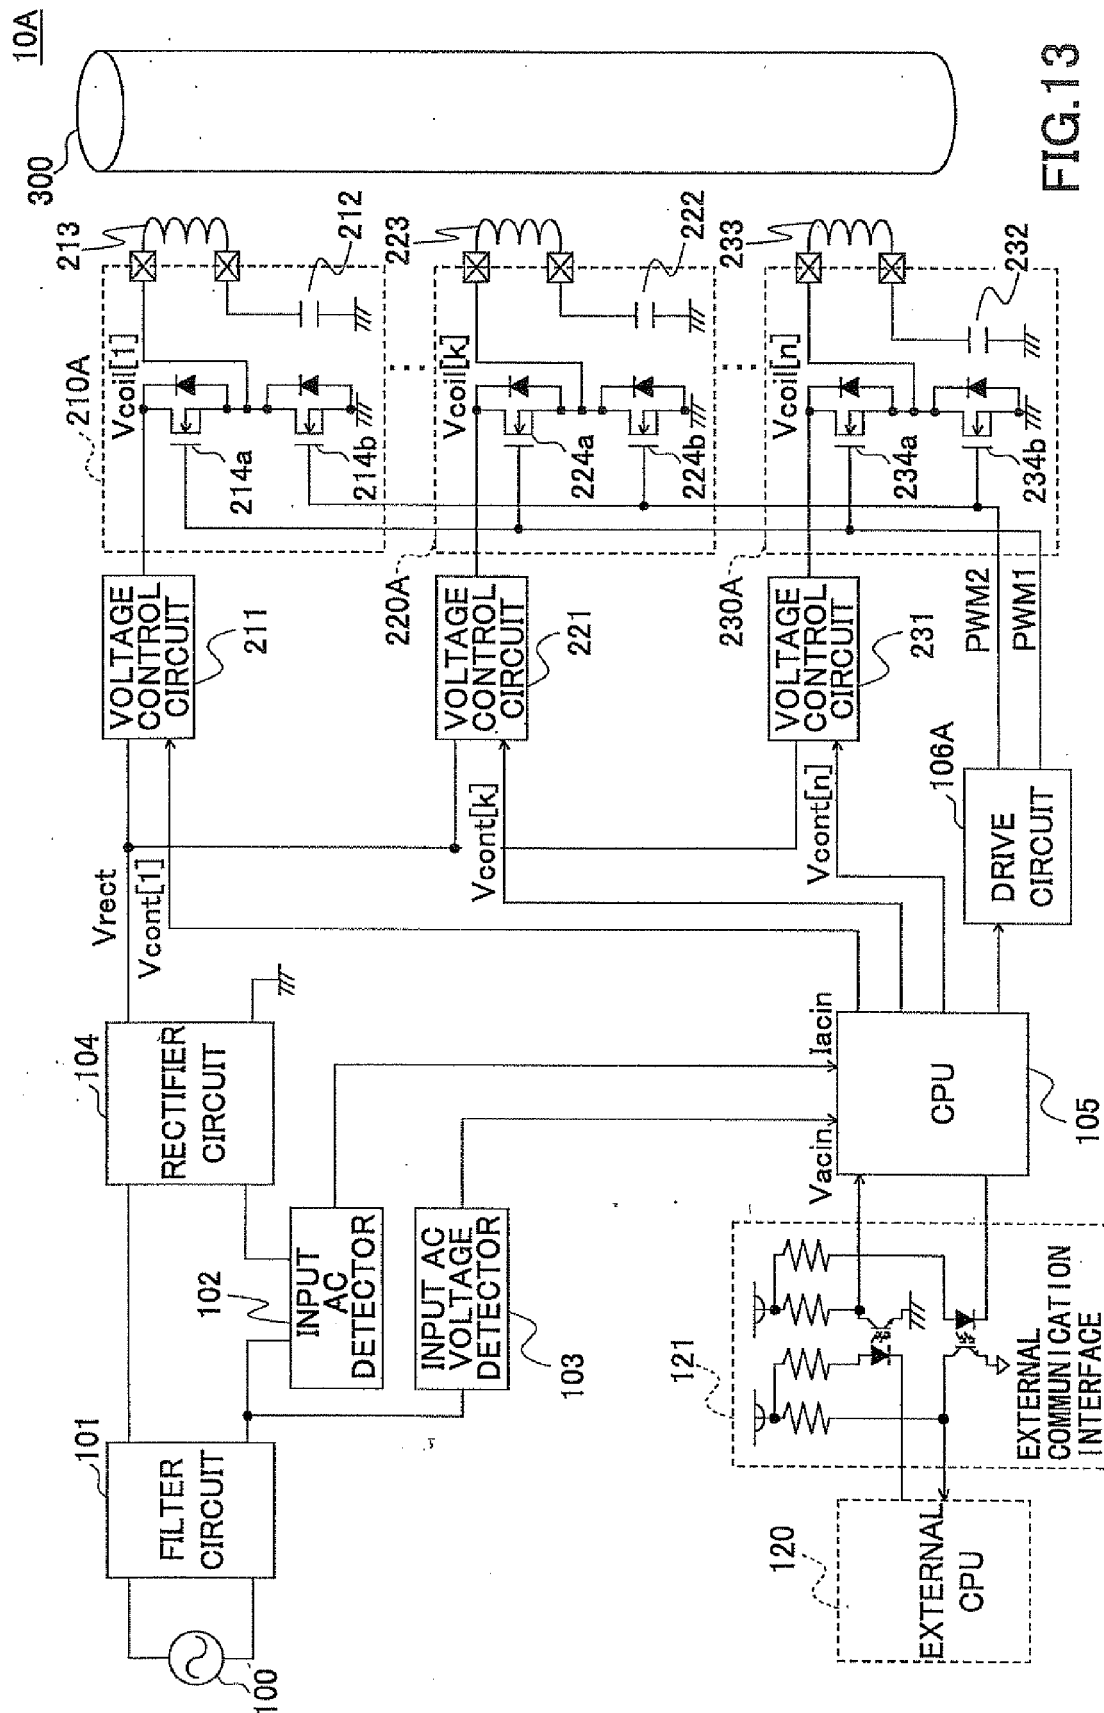 10A
300
213
212
210A
Vcoil[1]
214a
214b
VOLTAGE
CONTROL
CIRCUIT
211
223
222
220A
Vcoil[k]
224a
224b
VOLTAGE
CONTROL
CIRCUIT
221
233
232
230A
Vcoil[n]
234a
234b
VOLTAGE
CONTROL
CIRCUIT
231
PWM2
PWM1
Vrect
Vcont[1]
Vcont[k]
Vcont[n]
106A
DRIVE
CIRCUIT
104
RECTIFIER
CIRCUIT
102
INPUT
AC
DETECTOR
INPUT AC
VOLTAGE
DETECTOR
103
Vacin
Iacin
CPU
105
101
FILTER
CIRCUIT
100
121
EXTERNAL
COMMUNICATION
INTERFACE
120
EXTERNAL
CPU
FIG.13